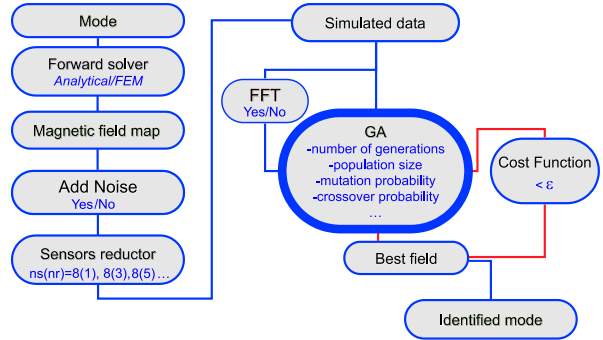 Mode
Forward solver
Analytical/FEM
Magnetic field map
Add Noise
Yes/No
Sensors reductor
ns(nr)=8(1), 8(3),8(5)...
Simulated data
FFT
Yes/No
GA
-number of generations
-population size
-mutation probability
-crossover probability
...
Cost Function
< ε
Best field
Identified mode